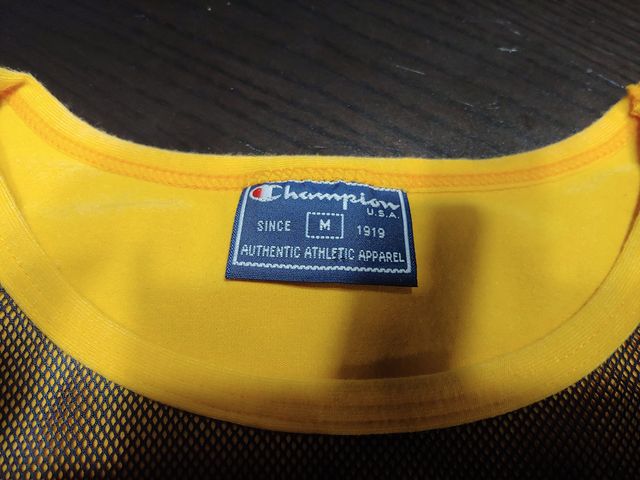 Champion
U.S.A.
SINCE M 1919
AUTHENTIC ATHLETIC APPAREL